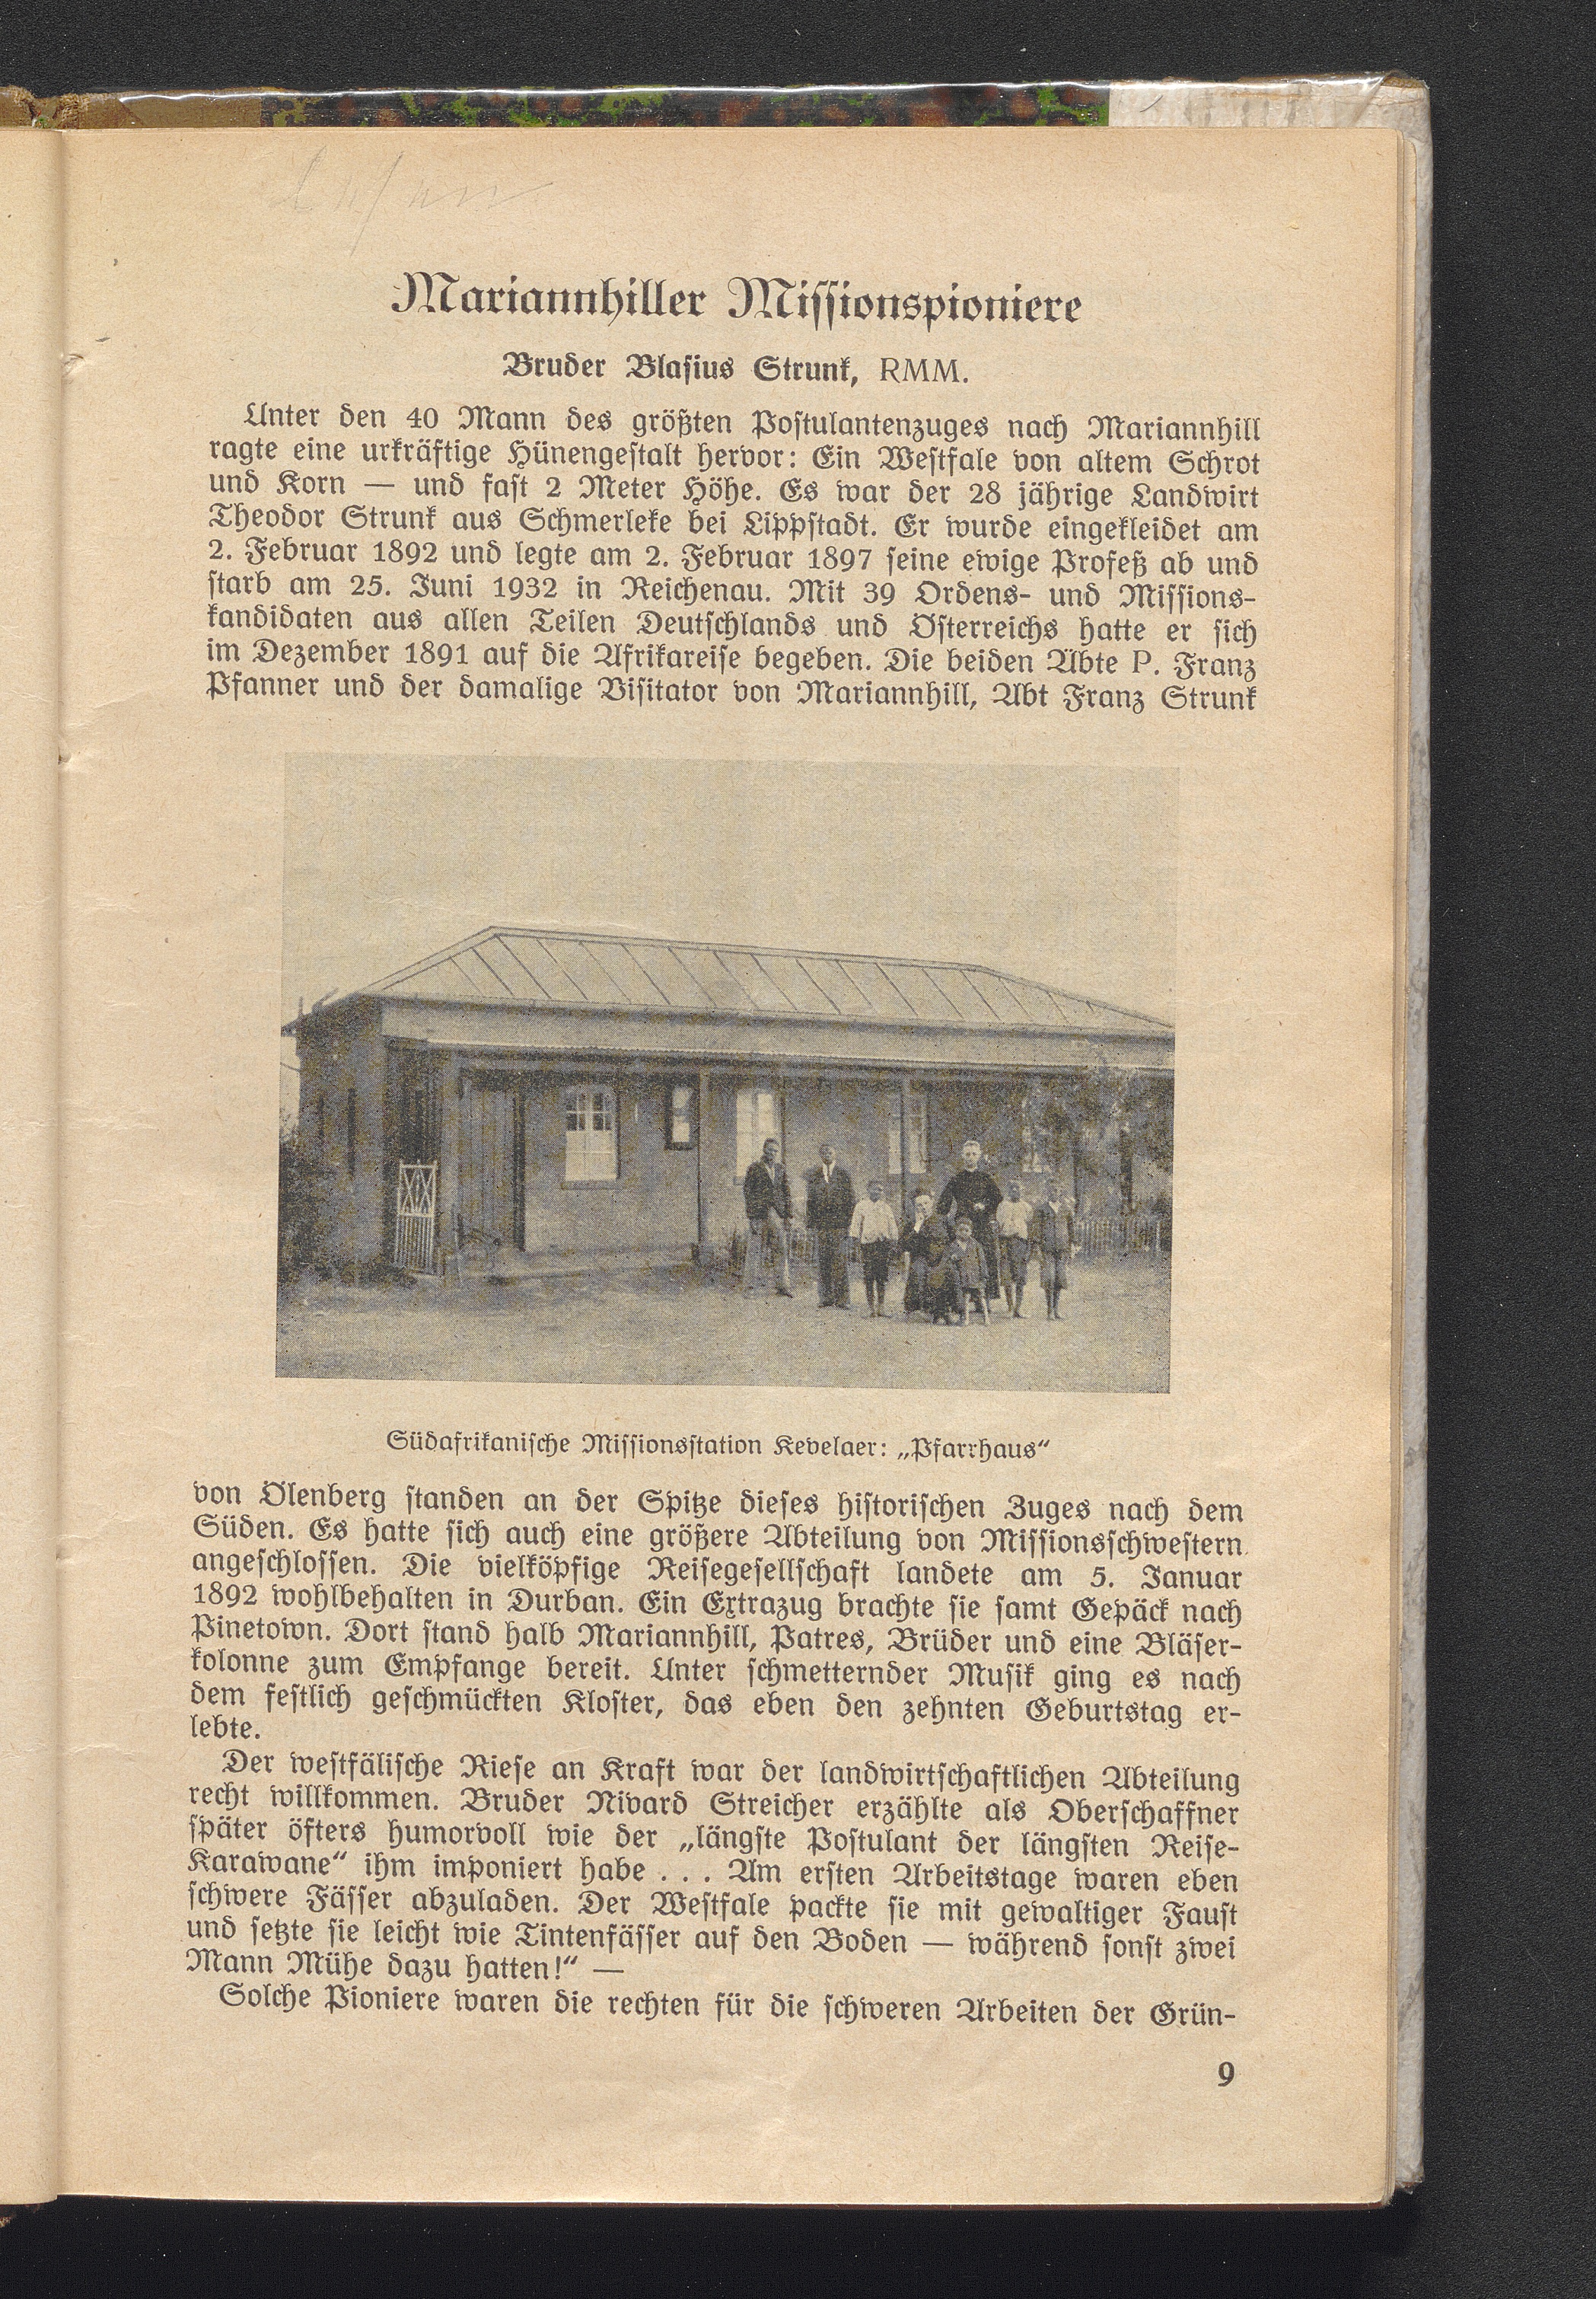 Mariannhiller Missionspioniere
Bruder Blasius Strunk, RMM.
Unter den 40 Mann des größten Postulantenzuges nach Mariannhill
ragte eine urkräftige Hünengestalt hervor: Ein Westfale von altem Schrot
und Korn — und fast 2 Meter Höhe. Es war der 28 jährige Landwirt
Theodor Strunk aus Schmerleke bei Lippstadt. Er wurde eingekleidet am
2. Februar 1892 und legte am 2. Februar 1897 seine ewige Profeß ab und
starb am 25. Juni 1932 in Reichenau. Mit 39 Ordens- und Missions-
kandidaten aus allen Teilen Deutschlands und Österreichs hatte er sich
im Dezember 1891 auf die Afrikareise begeben. Die beiden Äbte P. Franz
Pfanner und der damalige Visitator von Mariannhill, Abt Franz Strunk
Südafrikanische Missionsstation Kevelaer: „Pfarrhaus“
von Ölenberg standen an der Spitze dieses historischen Zuges nach dem
Süden. Es hatte sich auch eine größere Abteilung von Missionsschwestern
angeschlossen. Die vielköpfige Reisegesellschaft landete am 5. Januar
1892 wohlbehalten in Durban. Ein Extrazug brachte sie samt Gepäck nach
Pinetown. Dort stand halb Mariannhill, Patres, Brüder und eine Bläser-
kolonne zum Empfange bereit. Unter schmetternder Musik ging es nach
dem festlich geschmückten Kloster, das eben den zehnten Geburtstag er-
lebte.
Der westfälische Riese an Kraft war der landwirtschaftlichen Abteilung
recht willkommen. Bruder Nivard Streicher erzählte als Oberschaffner
später öfters humorvoll wie der „längste Postulant der längsten Reise-
Karawane“ ihm imponiert habe . . . Am ersten Arbeitstage waren eben
schwere Fässer abzuladen. Der Westfale packte sie mit gewaltiger Faust
und setzte sie leicht wie Tintenfässer auf den Boden — während sonst zwei
Mann Mühe dazu hatten!“ —
Solche Pioniere waren die rechten für die schweren Arbeiten der Grün-
9